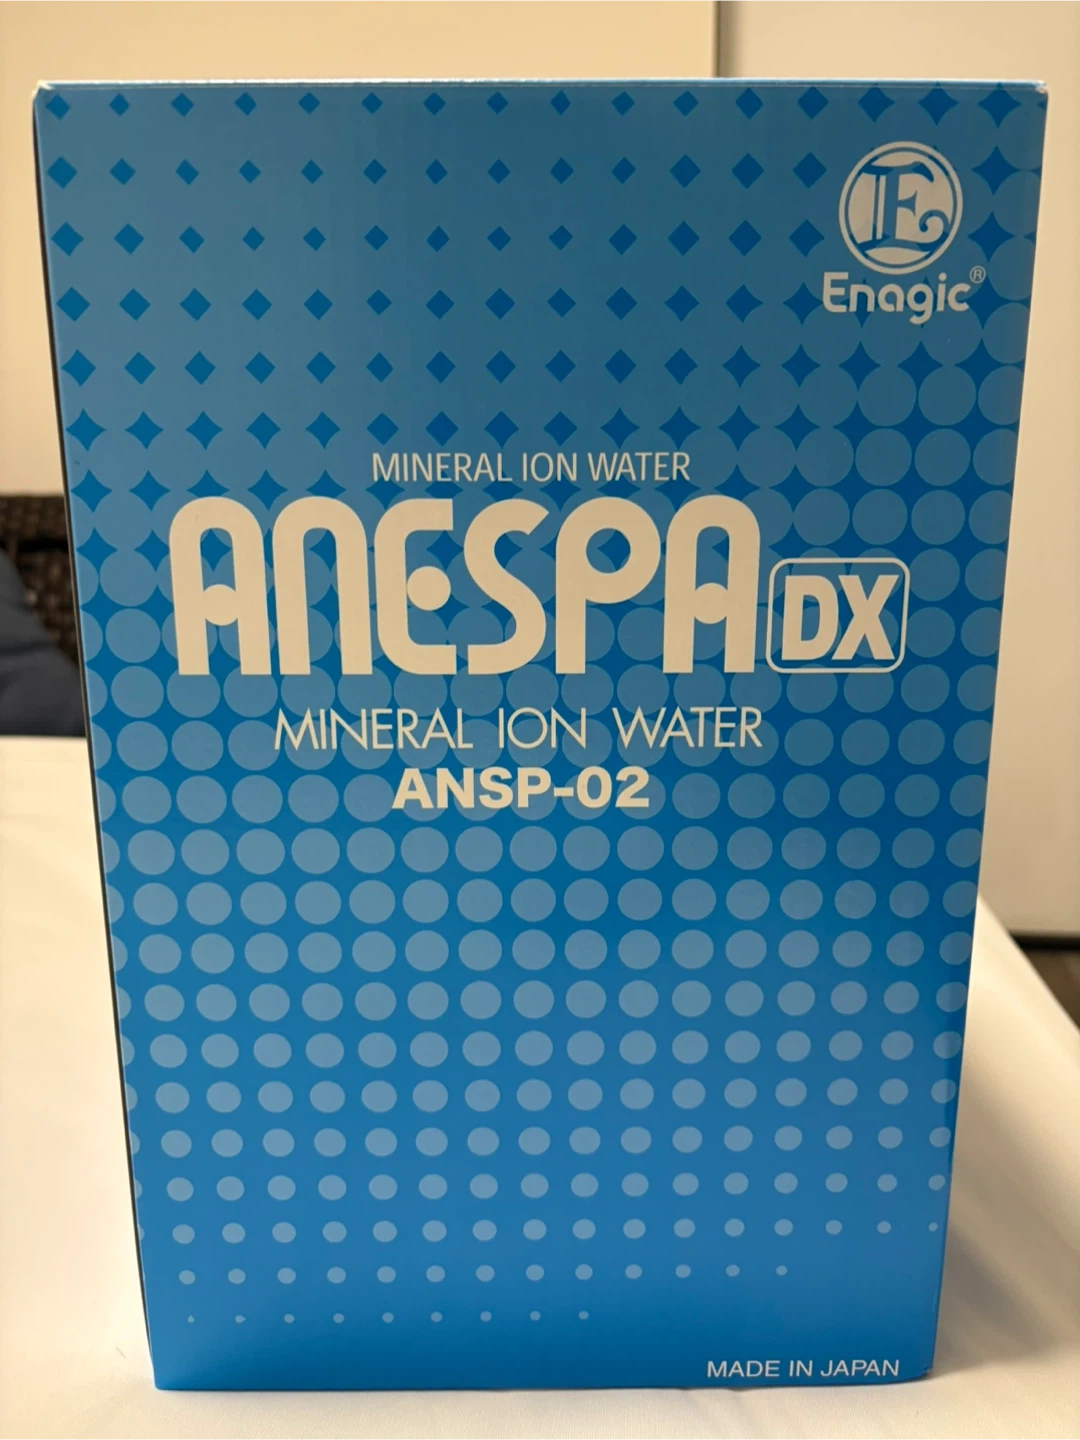 E
Enagic®
MINERAL ION WATER
ANESPA DX
MINERAL ION WATER
ANSP-02
MADE IN JAPAN